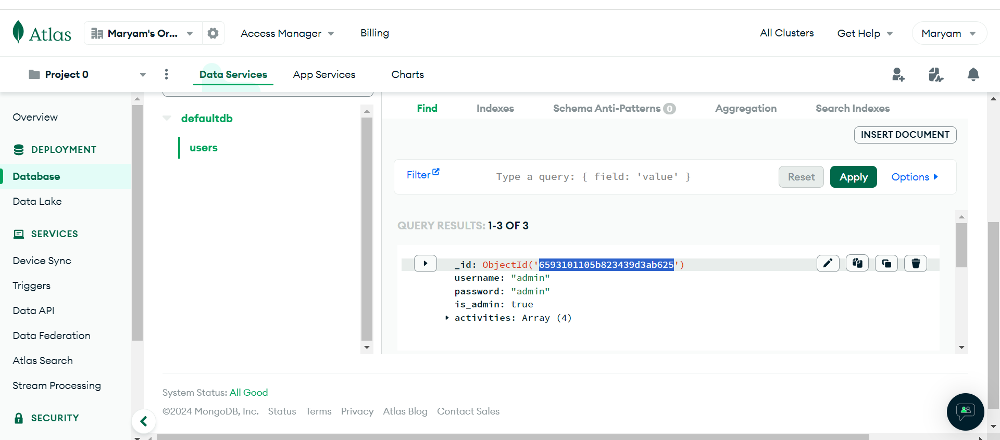 Atlas
Maryam's Or...
Access Manager
Billing
All Clusters
Get Help
Maryam
Project 0
Data Services
App Services
Charts
Overview
DEPLOYMENT
Database
Data Lake
SERVICES
Device Sync
Triggers
Data API
Data Federation
Atlas Search
Stream Processing
SECURITY
defaultdb
users
Find
Indexes
Schema Anti-Patterns 0
Aggregation
Search Indexes
INSERT DOCUMENT
Filter
Type a query: { field: 'value' }
Reset
Apply
Options
QUERY RESULTS: 1-3 OF 3
_id: ObjectId('6593101105b823439d3ab625')
username: "admin"
password: "admin"
is_admin: true
activities: Array (4)
System Status: All Good
©2024 MongoDB, Inc. Status Terms Privacy Atlas Blog Contact Sales